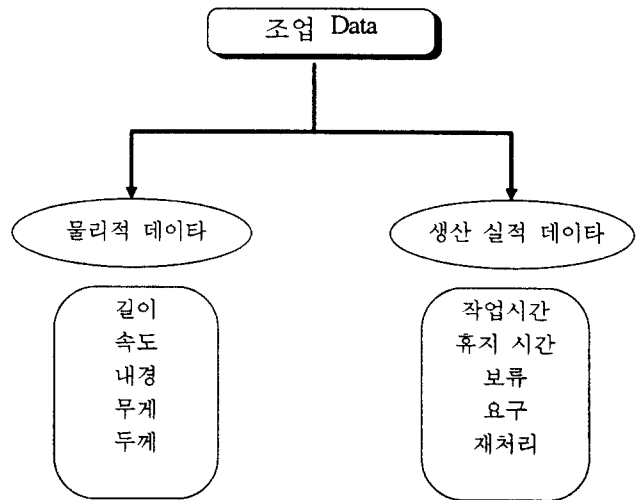 조업 Data
물리적 데이타
생산 실적 데이타
길이
속도
내경
무게
두께
작업시간
휴지 시간
보류
요구
재처리